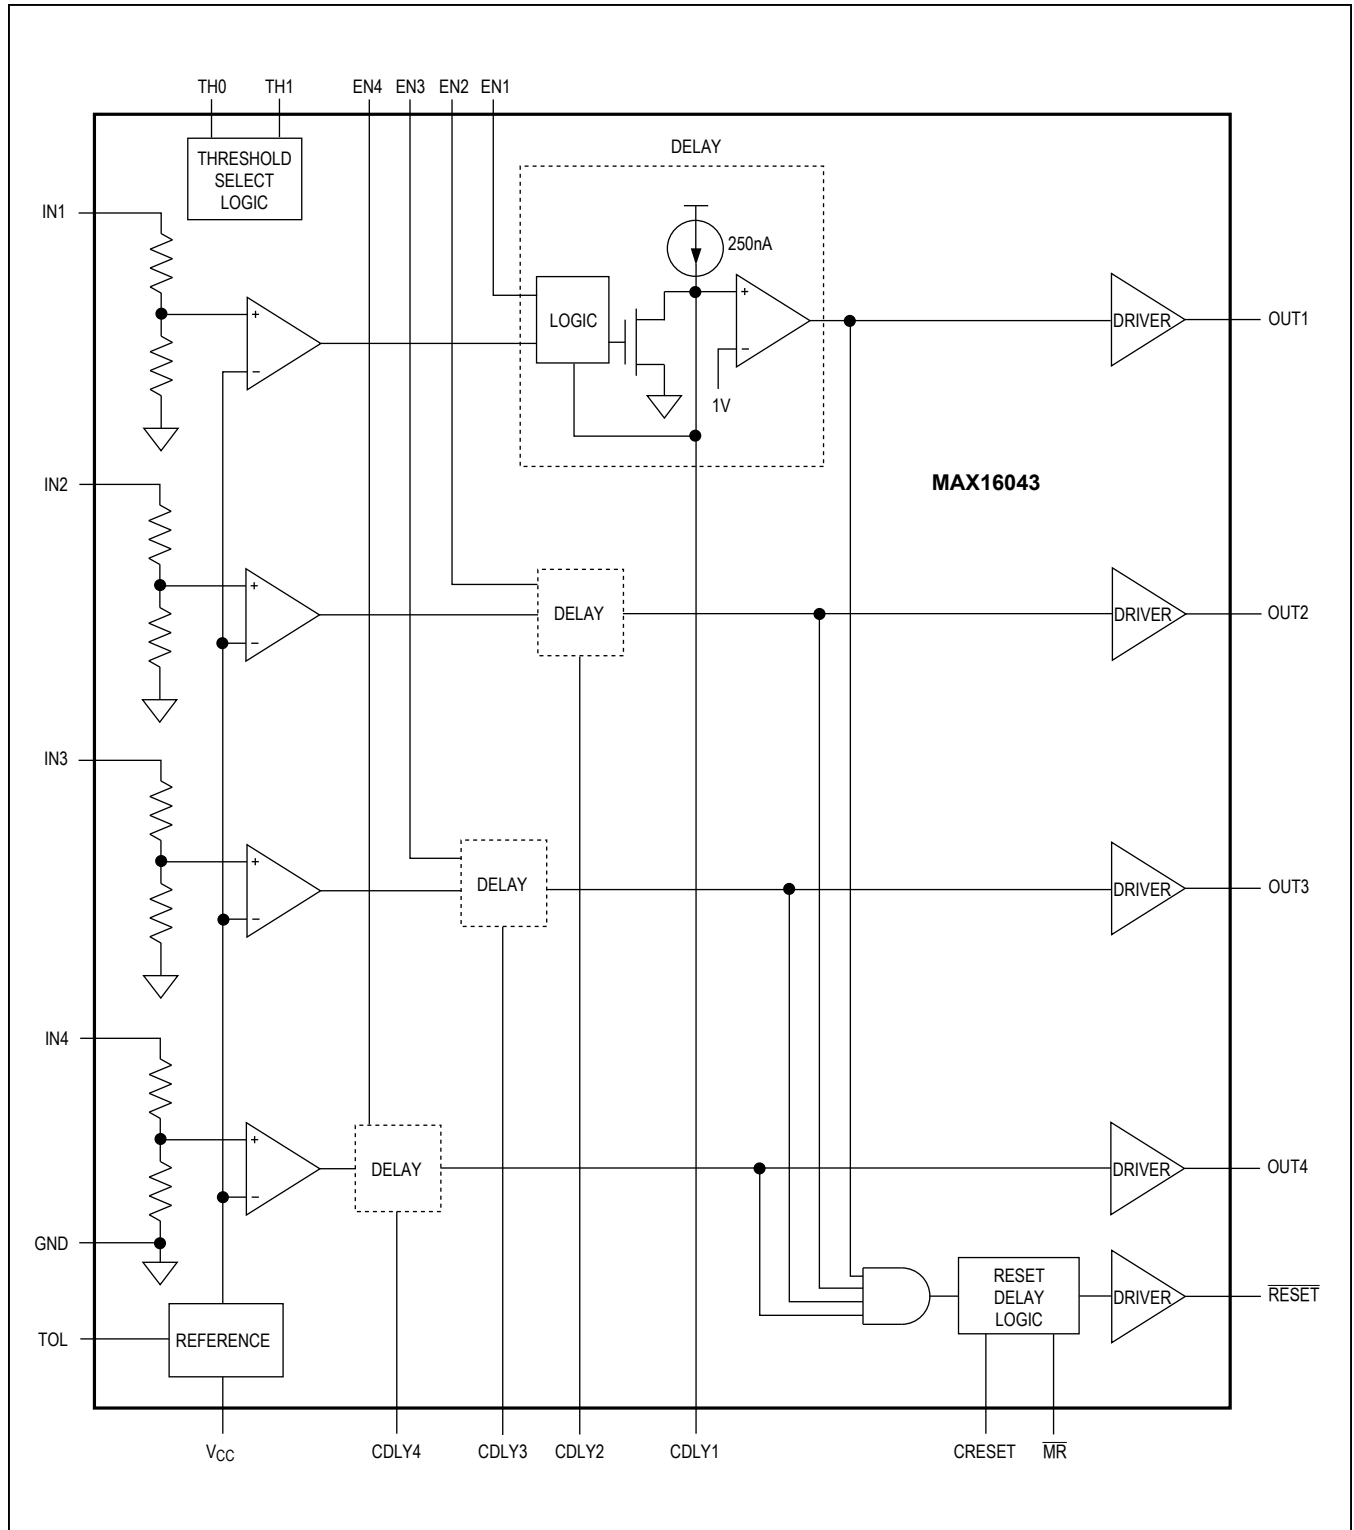 TH0 TH1 EN4 EN3 EN2 EN1
THRESHOLD
SELECT
LOGIC
DELAY
IN1
250nA
+
+
LOGIC
DRIVER
OUT1
−
−
1V
IN2
MAX16043
+
DELAY
DRIVER
OUT2
−
IN3
+
DELAY
DRIVER
OUT3
−
IN4
+
DELAY
DRIVER
OUT4
−
GND
RESET
DELAY
LOGIC
DRIVER
R̅E̅S̅E̅T̅
TOL
REFERENCE
VCC CDLY4 CDLY3 CDLY2 CDLY1 CRESET M̅R̅